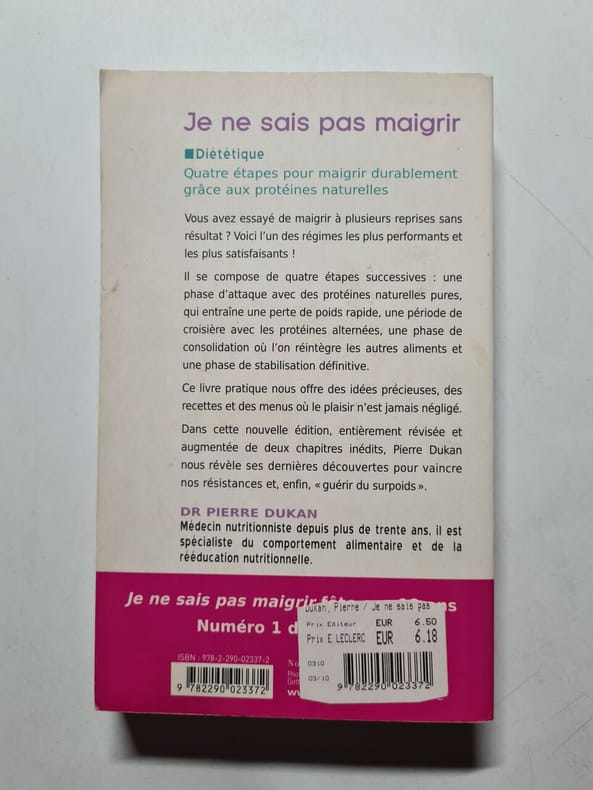 Je ne sais pas maigrir
Diététique
Quatre étapes pour maigrir durablement
grâce aux protéines naturelles
Vous avez essayé de maigrir à plusieurs reprises sans
résultat ? Voici l'un des régimes les plus performants et
les plus satisfaisants !
Il se compose de quatre étapes successives : une
phase d'attaque avec des protéines naturelles pures,
qui entraîne une perte de poids rapide, une période de
croisière avec les protéines alternées, une phase de
consolidation où l'on réintègre les autres aliments et
une phase de stabilisation définitive.
Ce livre pratique nous offre des idées précieuses, des
recettes et des menus où le plaisir n'est jamais négligé.
Dans cette nouvelle édition, entièrement révisée et
augmentée de deux chapitres inédits, Pierre Dukan
nous révèle ses dernières découvertes pour vaincre
nos résistances et, enfin, « guérir du surpoids ».
DR PIERRE DUKAN
Médecin nutritionniste depuis plus de trente ans, il est
spécialiste du comportement alimentaire et de la
rééducation nutritionnelle.
Je ne sais pas maigrir
Numéro 1
Dukan, Pierre / Je ne sais pas
Prix Editeur EUR 6.50
Prix E.LECLERC EUR 6.18
0310
03/10
9 782290 023372
ISBN : 978-2-290-02337-2
9 782290 023372